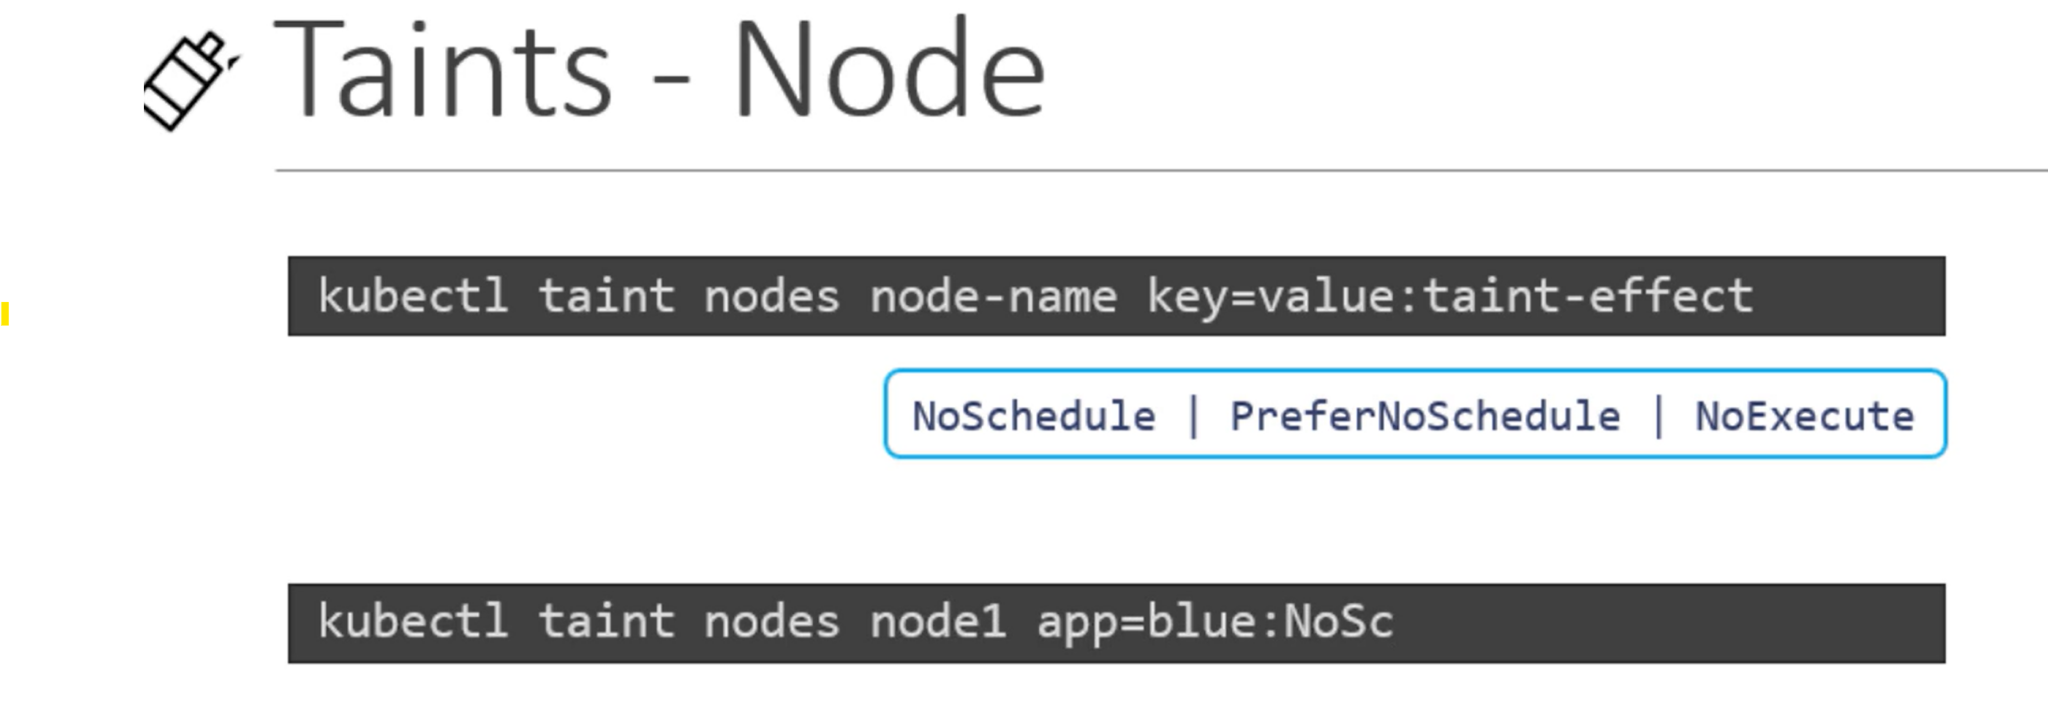 Taints - Node
kubectl taint nodes node-name key=value:taint-effect
NoSchedule | PreferNoSchedule | NoExecute
kubectl taint nodes node1 app=blue:NoSc